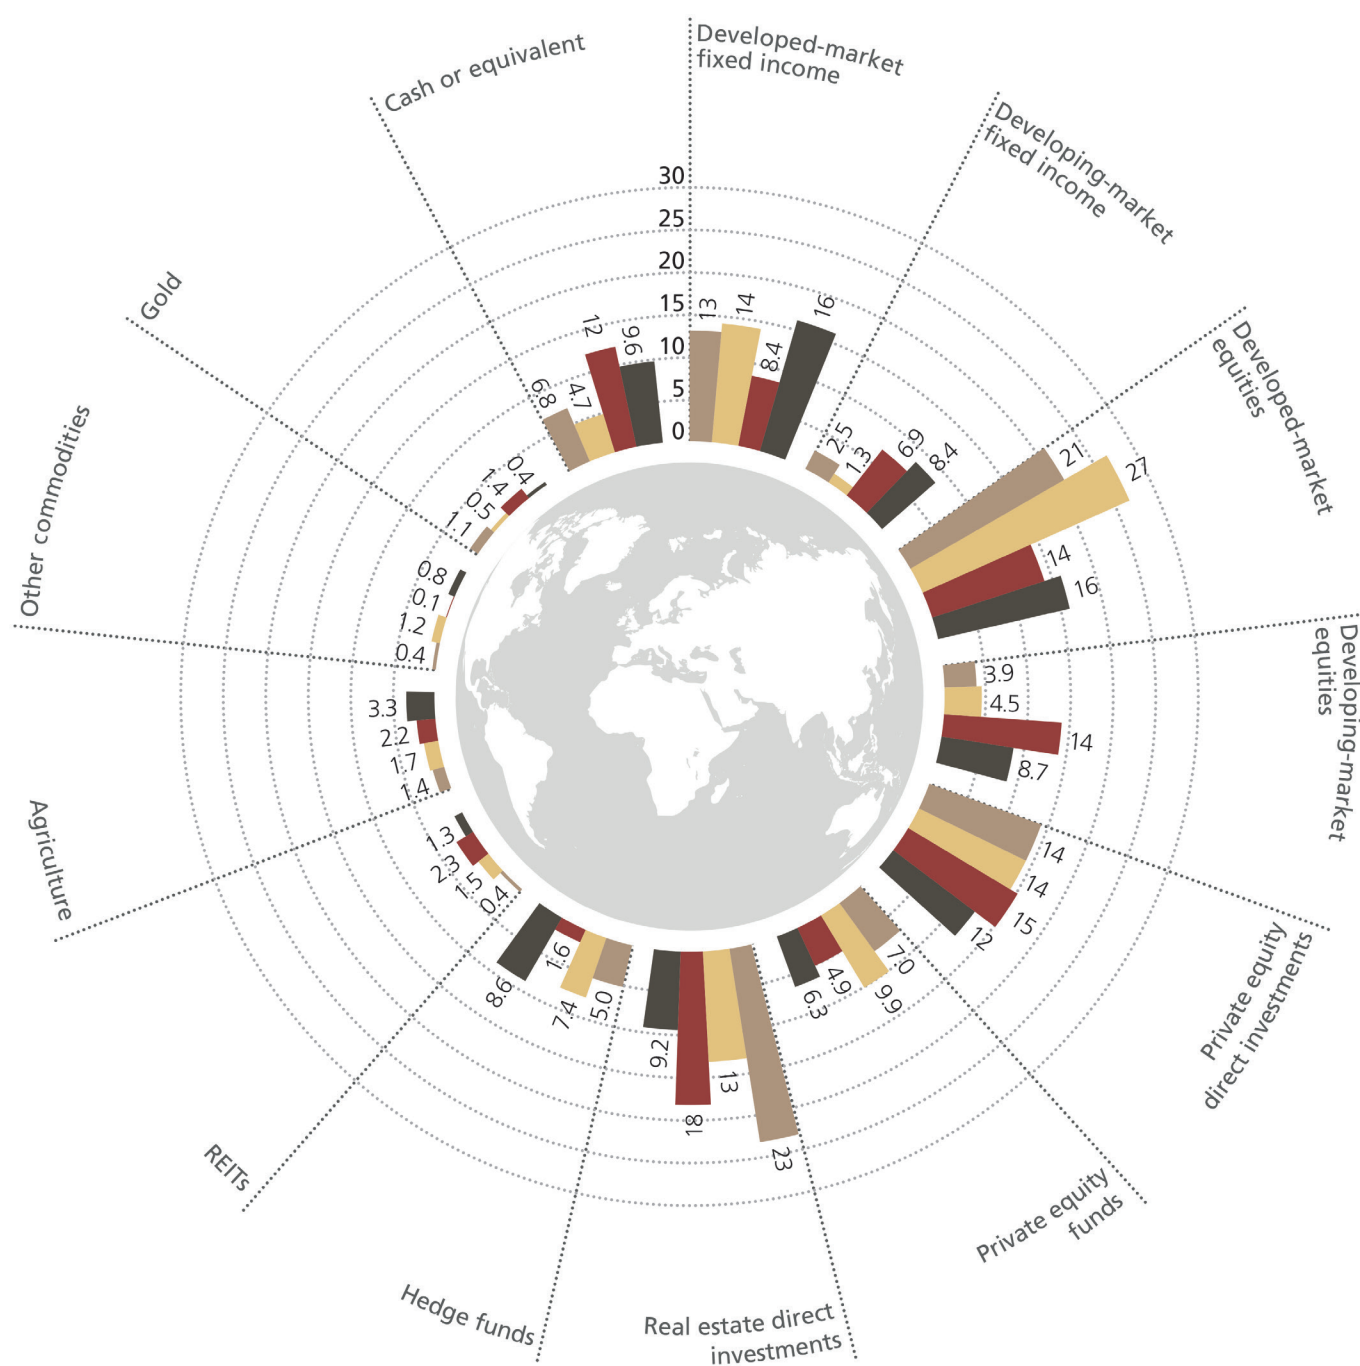 Developed-market
fixed income
13
14
8.4
16
Developing-market
fixed income
2.5
1.3
6.9
8.4
Developed-market
equities
21
27
14
16
Developing-market
equities
3.9
4.5
14
8.7
Private equity
direct investments
14
14
15
12
Private equity
funds
7.0
9.9
4.9
6.3
Real estate direct
investments
23
13
18
9.2
Hedge funds
5.0
7.4
1.6
8.6
REITs
0.4
1.5
2.3
1.3
Agriculture
1.4
1.7
2.2
3.3
Other commodities
0.4
1.2
0.1
0.8
Gold
1.1
0.5
1.4
0.4
Cash or equivalent
6.8
4.7
12
9.6
30
25
20
15
10
5
0